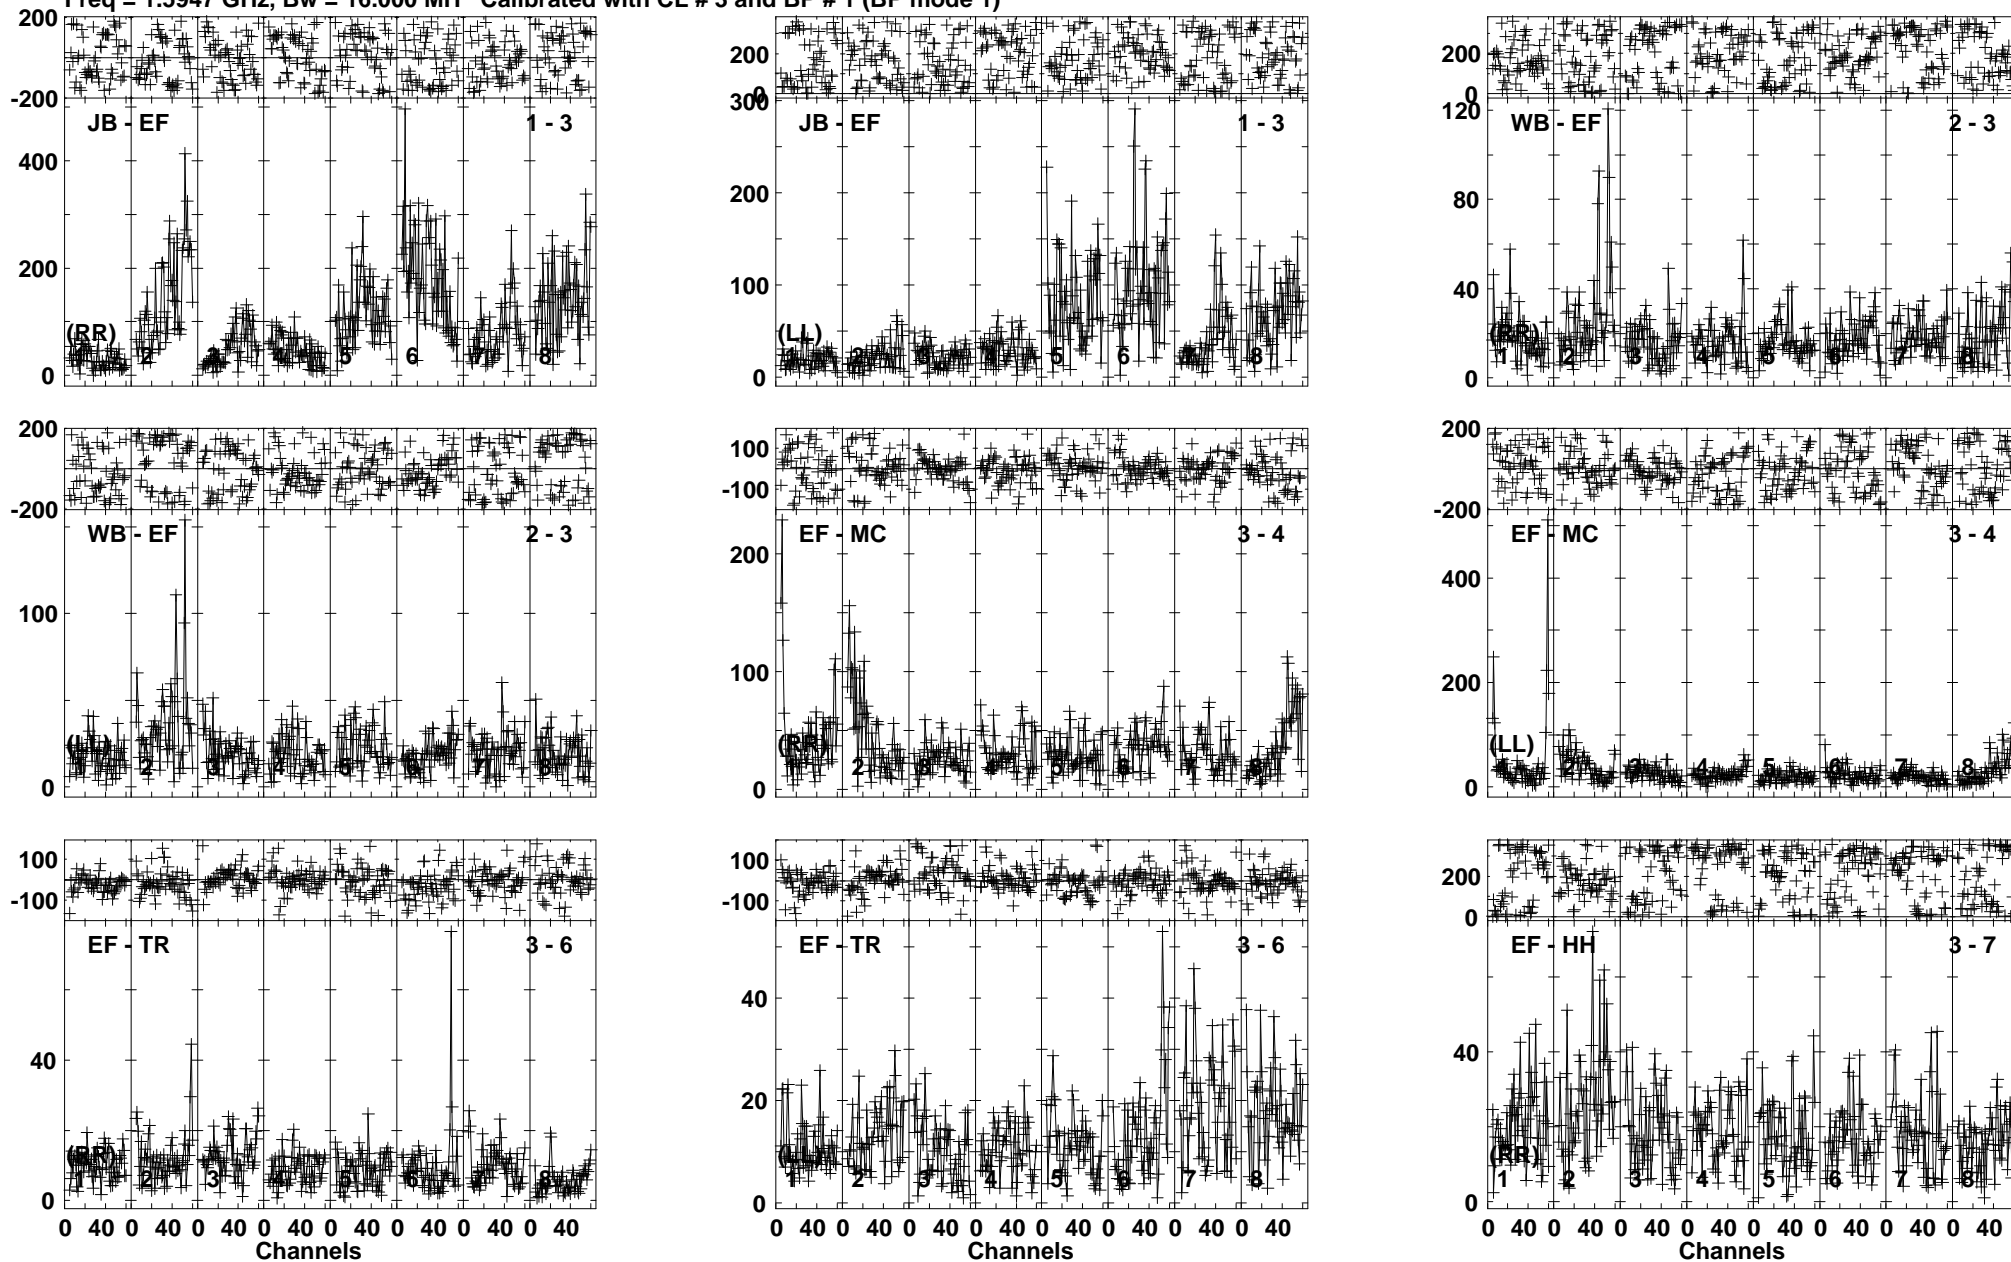 Freq = 1.5947 GHz, Bw = 16.000 MH Calibrated with CL # 3 and BP # 1 (BP mode 1)
200 200 200
-200 0 0
JB - EF 1 - 3 JB - EF 1 - 3 WB - EF 2 - 3
300 120
400 200 80
200 100 40
(RR) (LL) (RR)
1 2 3 4 5 6 7 8 1 2 3 4 5 6 7 8 1 2 3 4 5 6 7 8
0 0 0
200 100 200
-200 -100 -200
WB - EF 2 - 3 EF - MC 3 - 4 EF - MC 3 - 4
200 400
100 100 200
(LL) (RR) (LL)
1 2 3 4 5 6 7 8 1 2 3 4 5 6 7 8 1 2 3 4 5 6 7 8
0 0 0
100 100 200
-100 -100 0
EF - TR 3 - 6 EF - TR 3 - 6 EF - HH 3 - 7
40 40 40
20
(RR) (LL) (RR)
1 2 3 4 5 6 7 8 1 2 3 4 5 6 7 8 1 2 3 4 5 6 7 8
0 0 0
0 40 0 40 0 40 0 40 0 40 0 40 0 40 0 40 0 40 0 40 0 40 0 40 0 40 0 40 0 40 0 40 0 40 0 40 0 40 0 40 0 40 0 40 0 40 0 40
Channels Channels Channels